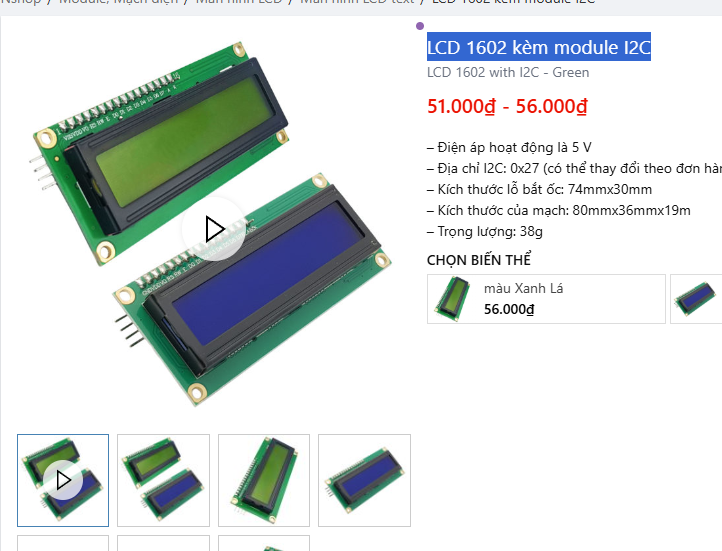 Nshop / Module, Mạch điện / Màn hình LCD / Màn hình LCD text / LCD 1602 kèm module I2C
LCD 1602 kèm module I2C
LCD 1602 with I2C - Green
51.000₫ - 56.000₫
– Điện áp hoạt động là 5 V
– Địa chỉ I2C: 0x27 (có thể thay đổi theo đơn hàn
– Kích thước lỗ bắt ốc: 74mmx30mm
– Kích thước của mạch: 80mmx36mmx19m
– Trọng lượng: 38g
CHỌN BIẾN THỂ
màu Xanh Lá
56.000₫